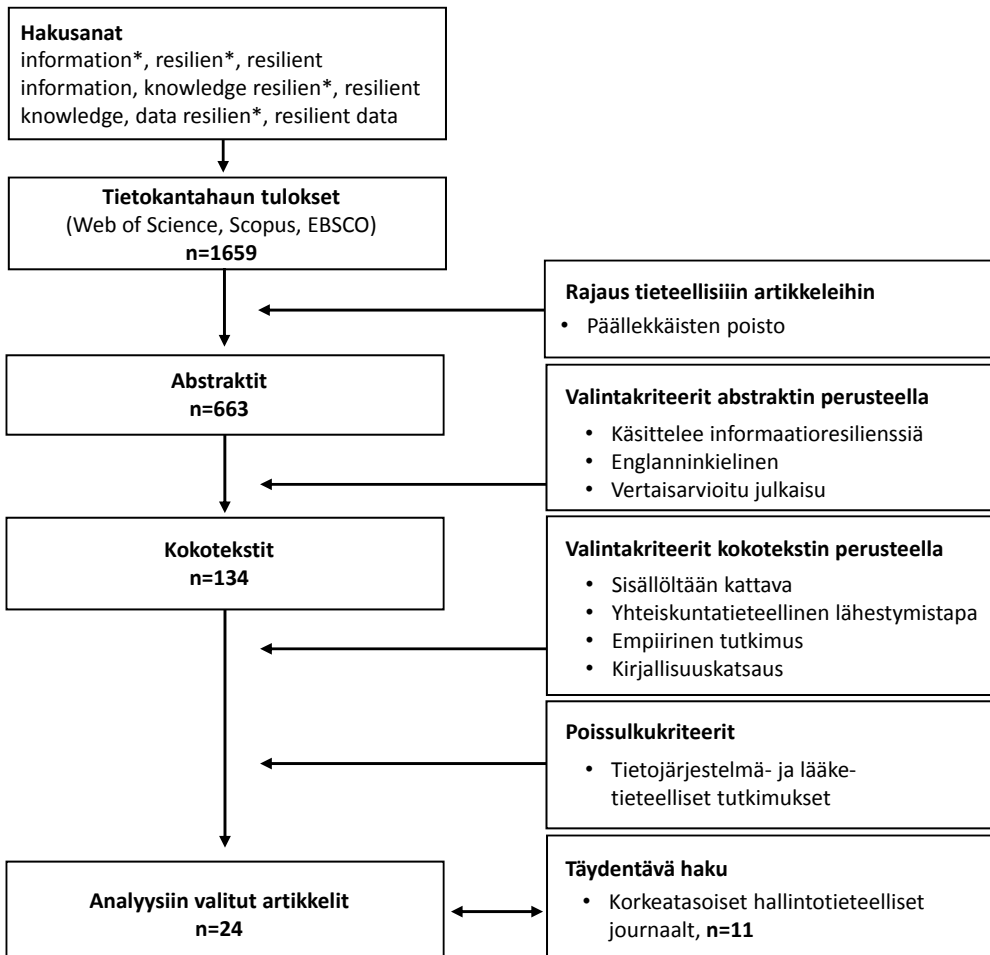 Hakusanat
information*, resilien*, resilient
information, knowledge resilien*, resilient
knowledge, data resilien*, resilient data
Tietokantahaun tulokset
(Web of Science, Scopus, EBSCO)
n=1659
Rajaus tieteellisiiin artikkeleihin
• Päällekkäisten poisto
Abstraktit
n=663
Valintakriteerit abstraktin perusteella
• Käsittelee informaatioresilienssiä
• Englanninkielinen
• Vertaisarvioitu julkaisu
Kokotekstit
n=134
Valintakriteerit kokotekstin perusteella
• Sisällöltään kattava
• Yhteiskuntatieteellinen lähestymistapa
• Empiirinen tutkimus
• Kirjallisuuskatsaus
Poissulkukriteerit
• Tietojärjestelmä- ja lääke-
tieteelliset tutkimukset
Analyysiin valitut artikkelit
n=24
Täydentävä haku
• Korkeatasoiset hallintotieteelliset
journaalt, n=11